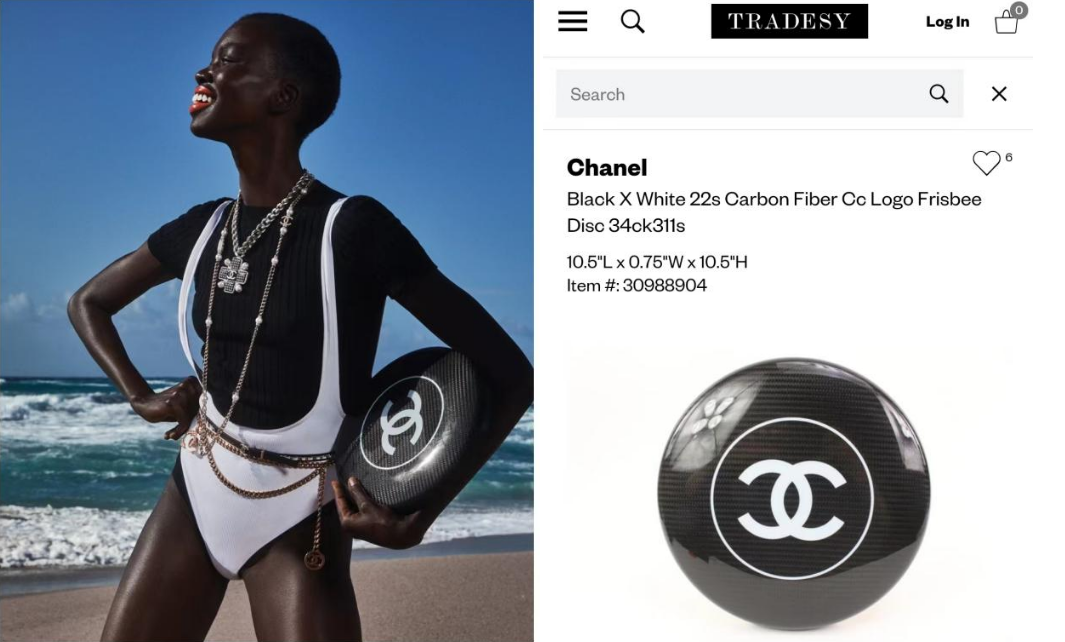 TRADESY
Log In
0
Search
Chanel
6
Black X White 22s Carbon Fiber Cc Logo Frisbee
Disc 34ck311s
10.5"L x 0.75"W x 10.5"H
Item #: 30988904